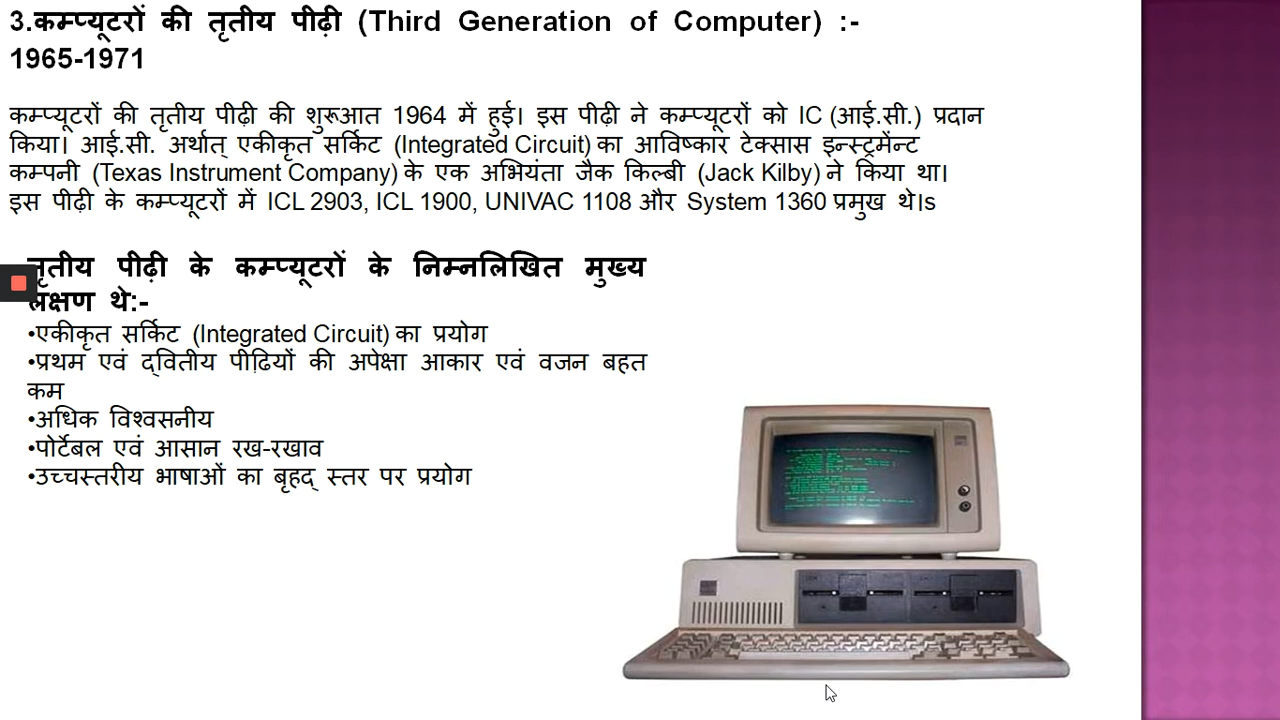 3.कम्प्यूटरों की तृतीय पीढ़ी (Third Generation of Computer) :-
1965-1971
कम्प्यूटरों की तृतीय पीढ़ी की शुरूआत 1964 में हुई। इस पीढ़ी ने कम्प्यूटरों को IC (आई.सी.) प्रदान
किया। आई.सी. अर्थात् एकीकृत सर्किट (Integrated Circuit) का आविष्कार टेक्सास इन्स्ट्रमेंन्ट
कम्पनी (Texas Instrument Company) के एक अभियंता जैक किल्बी (Jack Kilby) ने किया था।
इस पीढ़ी के कम्प्यूटरों में ICL 2903, ICL 1900, UNIVAC 1108 और System 1360 प्रमुख थे।s
तृतीय पीढ़ी के कम्प्यूटरों के निम्नलिखित मुख्य
लक्षण थे:-
•एकीकृत सर्किट (Integrated Circuit) का प्रयोग
•प्रथम एवं द्वितीय पीढ़ियों की अपेक्षा आकार एवं वजन बहत
कम
•अधिक विश्वसनीय
•पोर्टेबल एवं आसान रख-रखाव
•उच्चस्तरीय भाषाओं का बृहद् स्तर पर प्रयोग